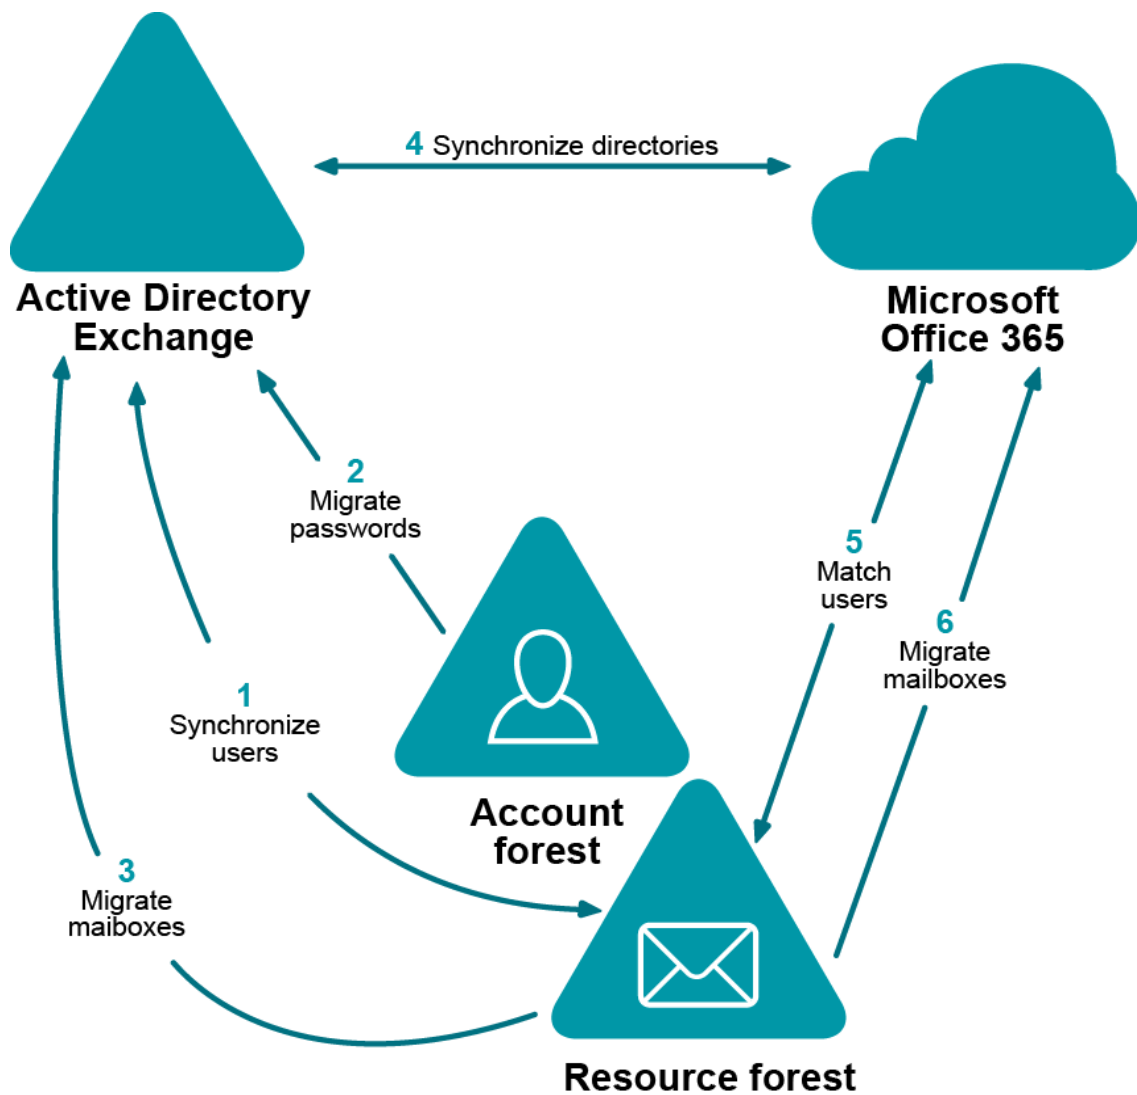 4 Synchronize directories
Active Directory
Exchange
Microsoft
Office 365
2
Migrate
passwords
5
Match
users
6
Migrate
mailboxes
1
Synchronize
users
Account
forest
3
Migrate
maiboxes
Resource forest